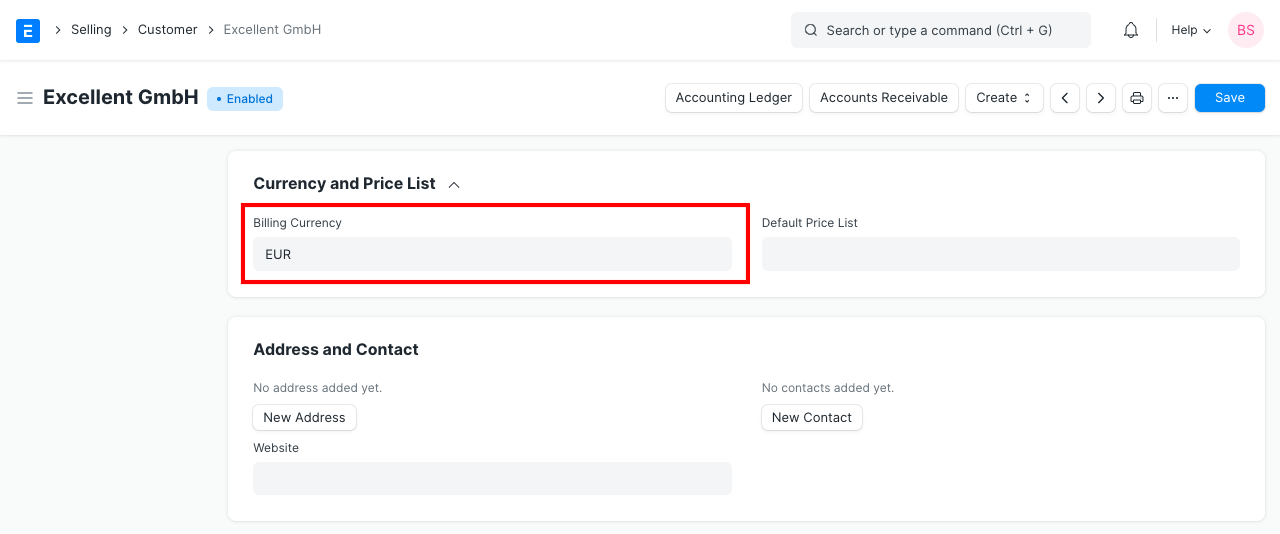 E Selling Customer Excellent GmbH Search or type a command (Ctrl + G) Help BS
Excellent GmbH • Enabled Accounting Ledger Accounts Receivable Create ... Save
Currency and Price List
Billing Currency Default Price List
EUR
Address and Contact
No address added yet. No contacts added yet.
New Address New Contact
Website